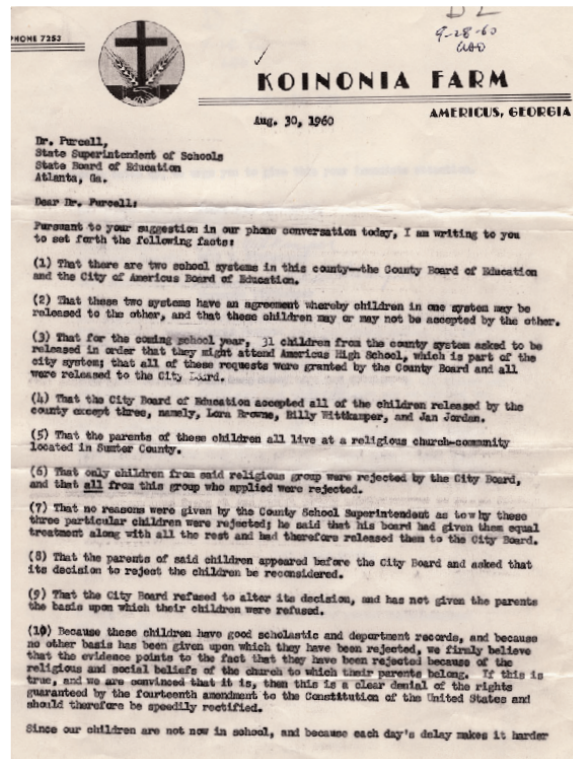 PHONE 7253
9-28-60
KOINONIA FARM
AMERICUS, GEORGIA
Aug. 30, 1960
Dr. Purcell,
State Superintendent of Schools
State Board of Education
Atlanta, Ga.
Dear Dr. Purcell:
Pursuant to your suggestion in our phone conversation today, I am writing to you
to set forth the following facts:
(1) That there are two school systems in this county--the County Board of Education
and the City of Americus Board of Education.
(2) That these two systems have an agreement whereby children in one system may be
released to the other, and that these children may or may not be accepted by the other.
(3) That for the coming school year, 31 children from the county system asked to be
released in order that they might attend Americus High School, which is part of the
city system; that all of these requests were granted by the County Board and all
were released to the City Board.
(4) That the City Board of Education accepted all of the children released by the
county except three, namely, Lora Browne, Billy Wittkamper, and Jan Jordan.
(5) That the parents of these children all live at a religious church-community
located in Sumter County.
(6) That only children from said religious group were rejected by the City Board,
and that all from this group who applied were rejected.
(7) That no reasons were given by the County School Superintendent as to why these
three particular children were rejected; he said that his board had given them equal
treatment along with all the rest and had therefore released them to the City Board.
(8) That the parents of said children appeared before the City Board and asked that
its decision to reject the children be reconsidered.
(9) That the City Board refused to alter its decision, and has not given the parents
the basis upon which their children were refused.
(10) Because these children have good scholastic and department records, and because
no other basis has been given upon which they have been rejected, we firmly believe
that the evidence points to the fact that they have been rejected because of the
religious and social beliefs of the church to which their parents belong. If this is
true, and we are convinced that it is, then this is a clear denial of the rights
guaranteed by the fourteenth amendment to the Constitution of the United States and
should therefore be speedily rectified.
Since our children are not now in school, and because each day's delay makes it harder